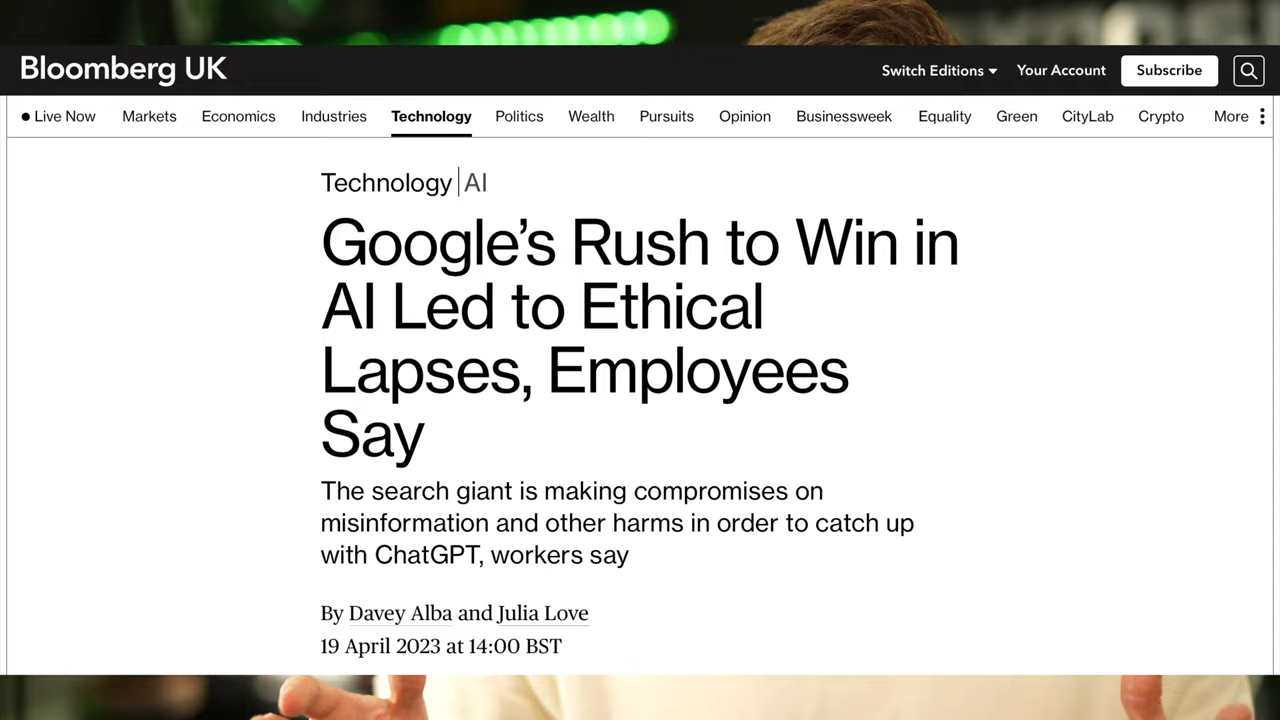 Bloomberg UK
Switch Editions
Your Account
Subscribe
Live Now Markets Economics Industries Technology Politics Wealth Pursuits Opinion Businessweek Equality Green CityLab Crypto More
Technology | AI
Google’s Rush to Win in
AI Led to Ethical
Lapses, Employees
Say
The search giant is making compromises on
misinformation and other harms in order to catch up
with ChatGPT, workers say
By Davey Alba and Julia Love
19 April 2023 at 14:00 BST